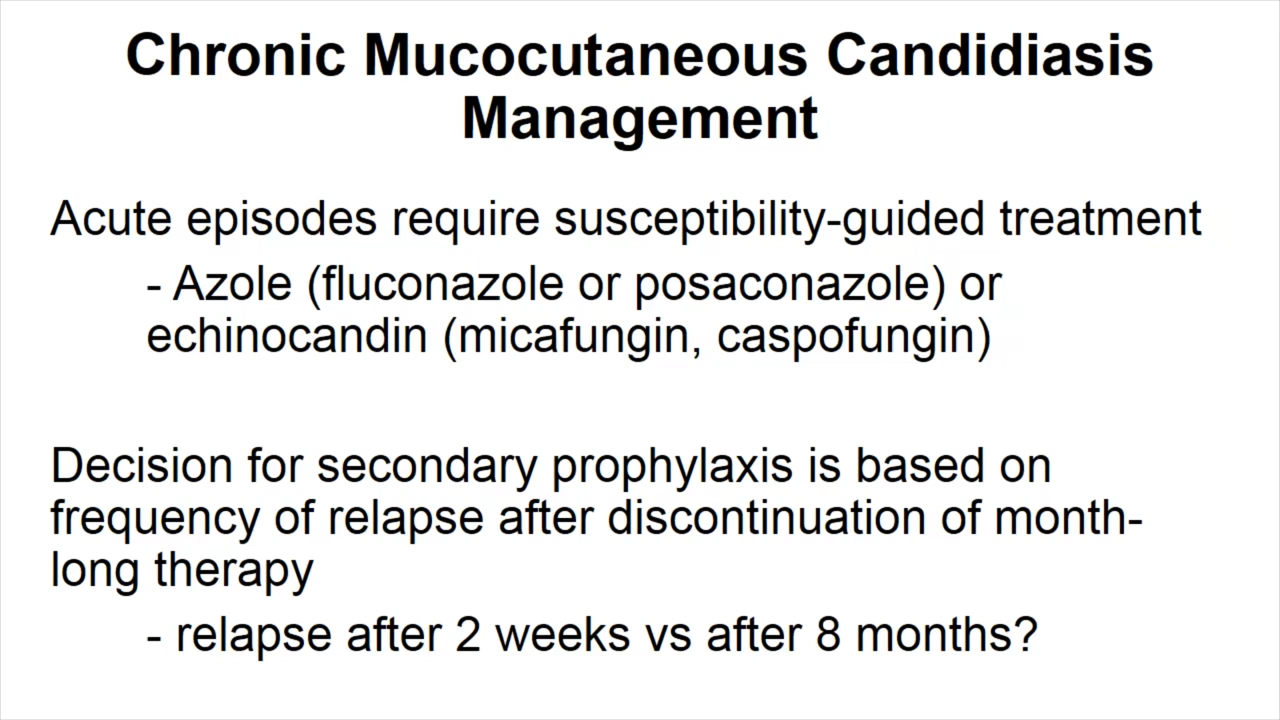 Chronic Mucocutaneous Candidiasis
Management
Acute episodes require susceptibility-guided treatment
- Azole (fluconazole or posaconazole) or
echinocandin (micafungin, caspofungin)
Decision for secondary prophylaxis is based on
frequency of relapse after discontinuation of month-
long therapy
- relapse after 2 weeks vs after 8 months?